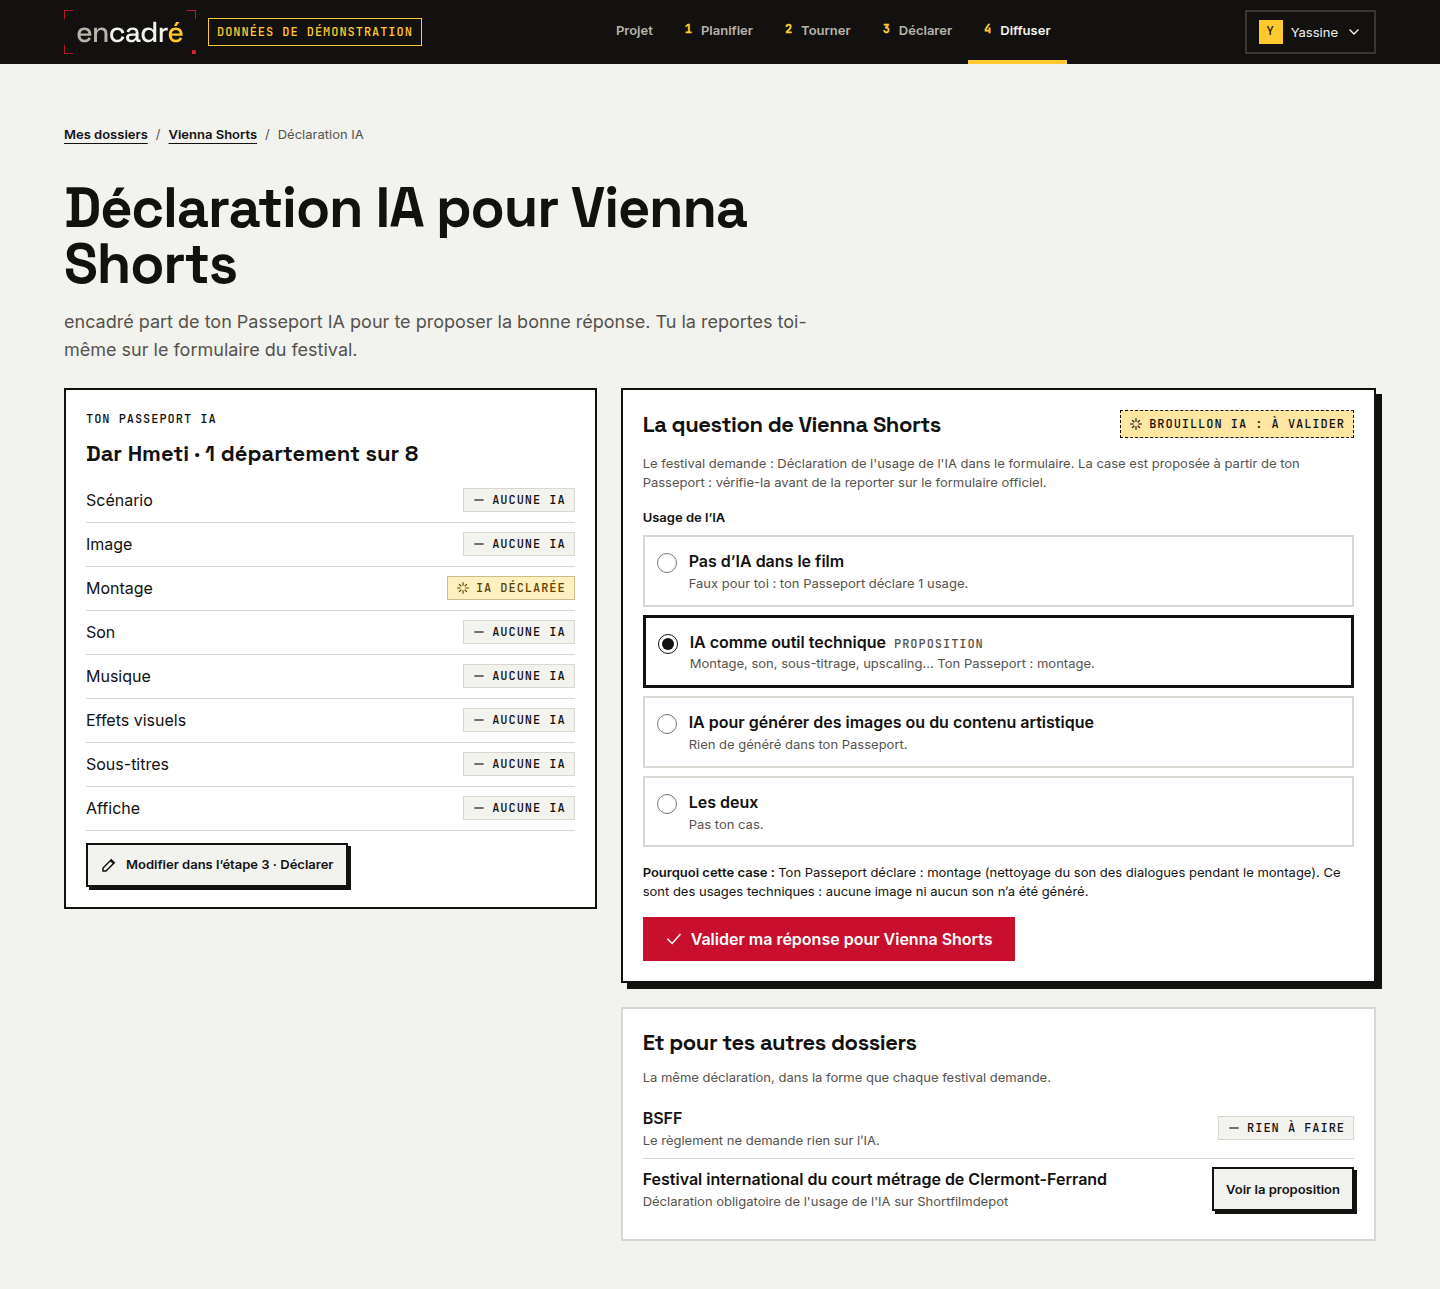 encadré
DONNÉES DE DÉMONSTRATION
Projet
1 Planifier
2 Tourner
3 Déclarer
4 Diffuser
Y Yassine
Mes dossiers / Vienna Shorts / Déclaration IA
Déclaration IA pour Vienna
Shorts
encadré part de ton Passeport IA pour te proposer la bonne réponse. Tu la reportes toi-
même sur le formulaire du festival.
TON PASSEPORT IA
Dar Hmeti · 1 département sur 8
Scénario — AUCUNE IA
Image — AUCUNE IA
Montage IA DÉCLARÉE
Son — AUCUNE IA
Musique — AUCUNE IA
Effets visuels — AUCUNE IA
Sous-titres — AUCUNE IA
Affiche — AUCUNE IA
Modifier dans l’étape 3 · Déclarer
La question de Vienna Shorts
BROUILLON IA : À VALIDER
Le festival demande : Déclaration de l'usage de l'IA dans le formulaire. La case est proposée à partir de ton
Passeport : vérifie-la avant de la reporter sur le formulaire officiel.
Usage de l’IA
Pas d’IA dans le film
Faux pour toi : ton Passeport déclare 1 usage.
IA comme outil technique PROPOSITION
Montage, son, sous-titrage, upscaling… Ton Passeport : montage.
IA pour générer des images ou du contenu artistique
Rien de généré dans ton Passeport.
Les deux
Pas ton cas.
Pourquoi cette case : Ton Passeport déclare : montage (nettoyage du son des dialogues pendant le montage). Ce
sont des usages techniques : aucune image ni aucun son n’a été généré.
Valider ma réponse pour Vienna Shorts
Et pour tes autres dossiers
La même déclaration, dans la forme que chaque festival demande.
BSFF
Le règlement ne demande rien sur l’IA.
— RIEN À FAIRE
Festival international du court métrage de Clermont-Ferrand
Déclaration obligatoire de l'usage de l'IA sur Shortfilmdepot
Voir la proposition